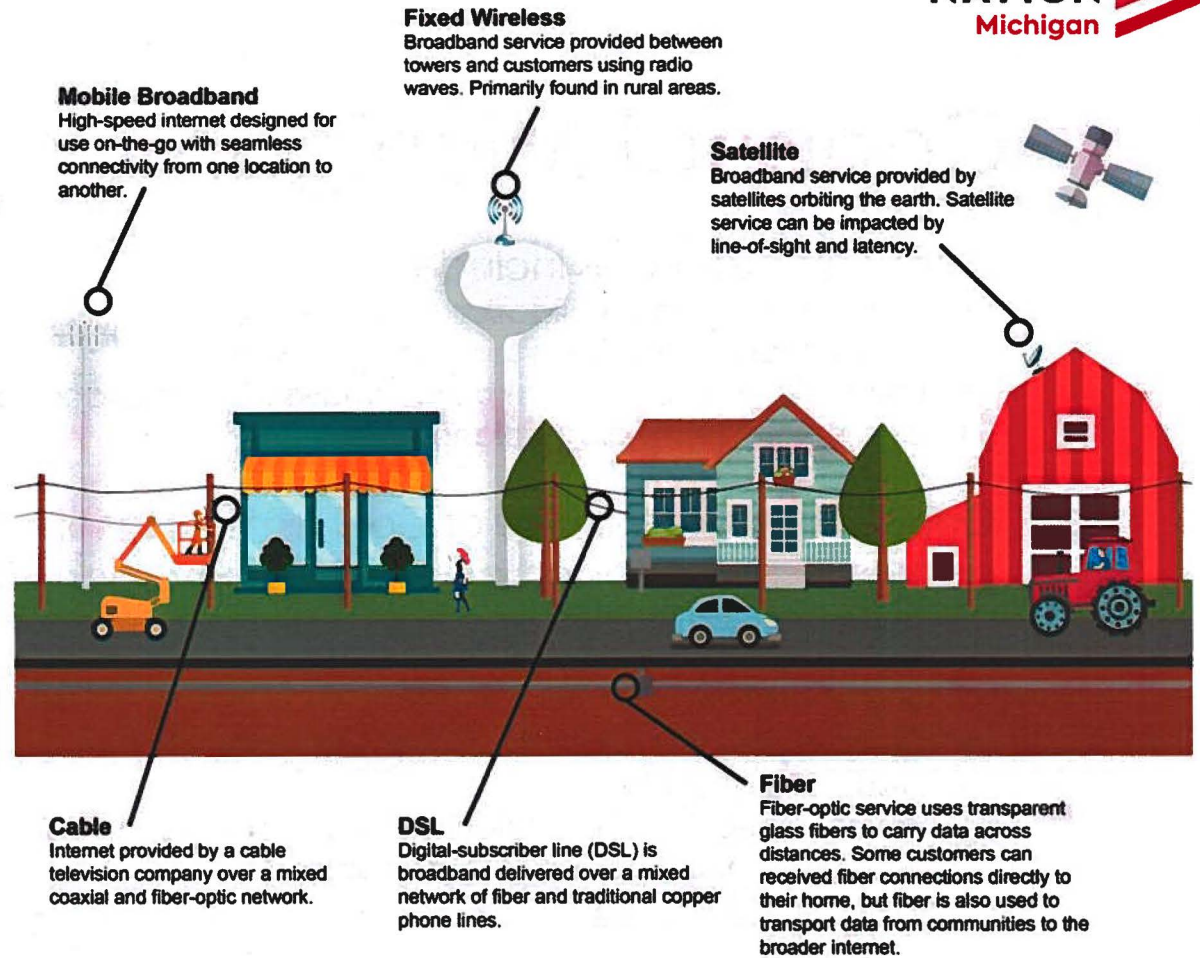 Michigan
Fixed Wireless
Broadband service provided between
towers and customers using radio
waves. Primarily found in rural areas.
Mobile Broadband
High-speed internet designed for
use on-the-go with seamless
connectivity from one location to
another.
Satellite
Broadband service provided by
satellites orbiting the earth. Satellite
service can be impacted by
line-of-sight and latency.
Cable
Internet provided by a cable
television company over a mixed
coaxial and fiber-optic network.
DSL
Digital-subscriber line (DSL) is
broadband delivered over a mixed
network of fiber and traditional copper
phone lines.
Fiber
Fiber-optic service uses transparent
glass fibers to carry data across
distances. Some customers can
received fiber connections directly to
their home, but fiber is also used to
transport data from communities to the
broader internet.